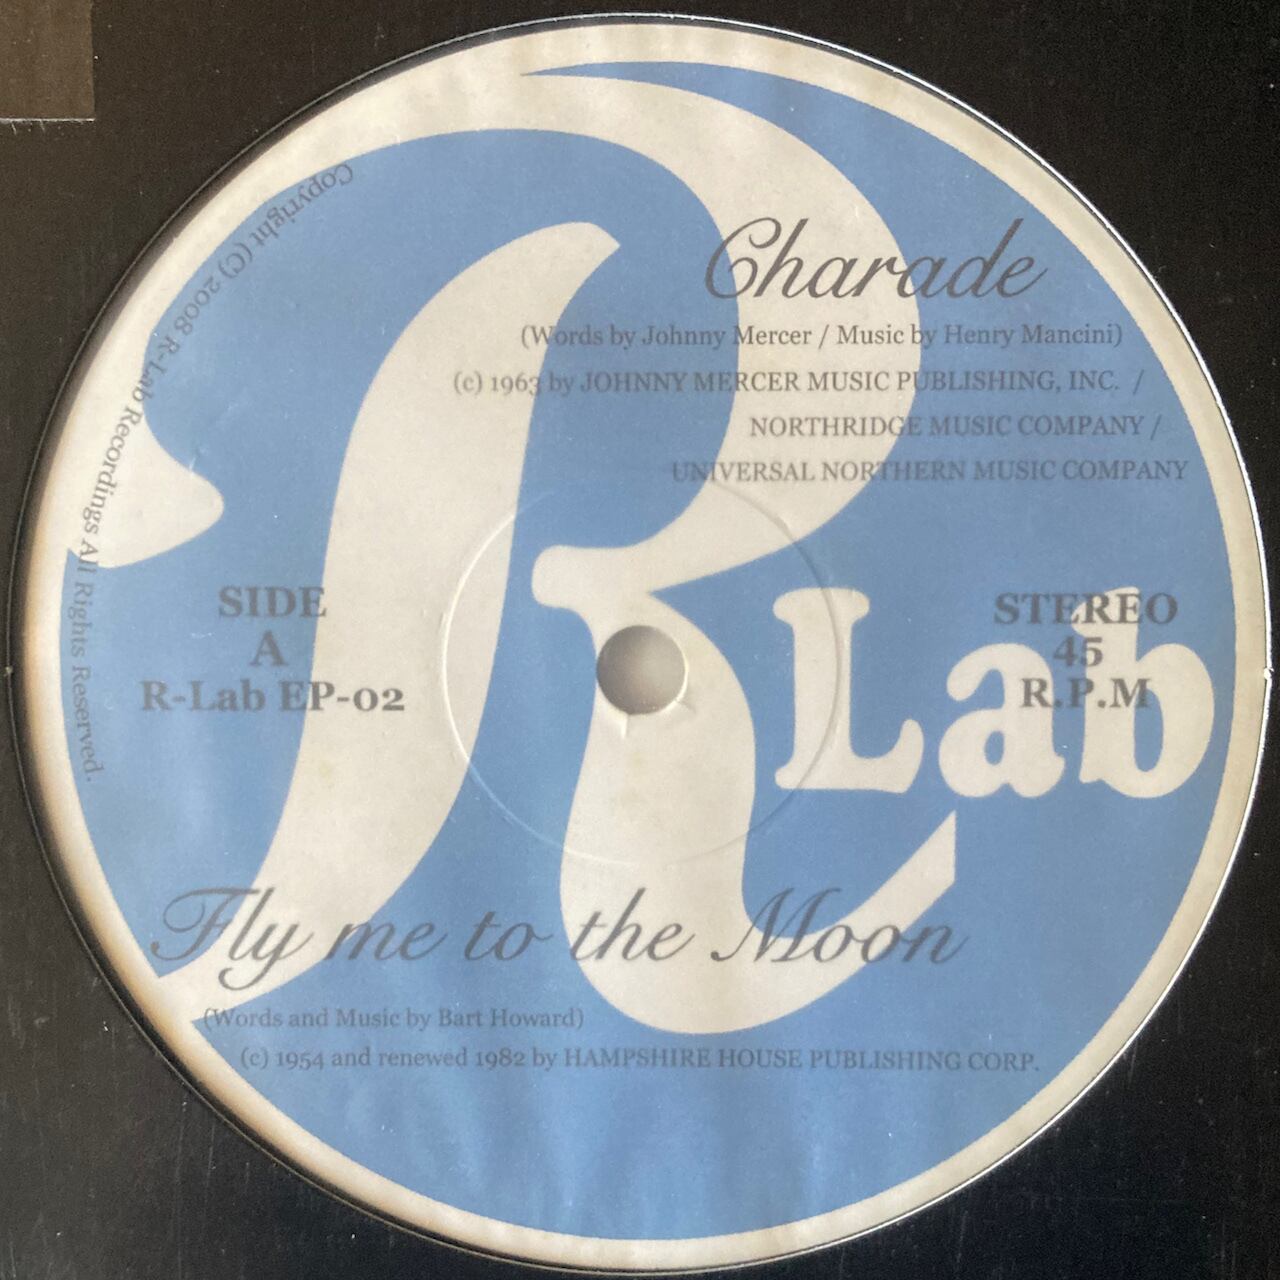 Copyright (C) 2008 R-Lab Recordings All Rights Reserved.
Charade
(Words by Johnny Mercer / Music by Henry Mancini)
(c) 1963 by JOHNNY MERCER MUSIC PUBLISHING, INC. /
NORTHRIDGE MUSIC COMPANY /
UNIVERSAL NORTHERN MUSIC COMPANY
SIDE
A
R-Lab EP-02
STEREO
45
R.P.M
R Lab
Fly me to the Moon
(Words and Music by Bart Howard)
(c) 1954 and renewed 1982 by HAMPSHIRE HOUSE PUBLISHING CORP.